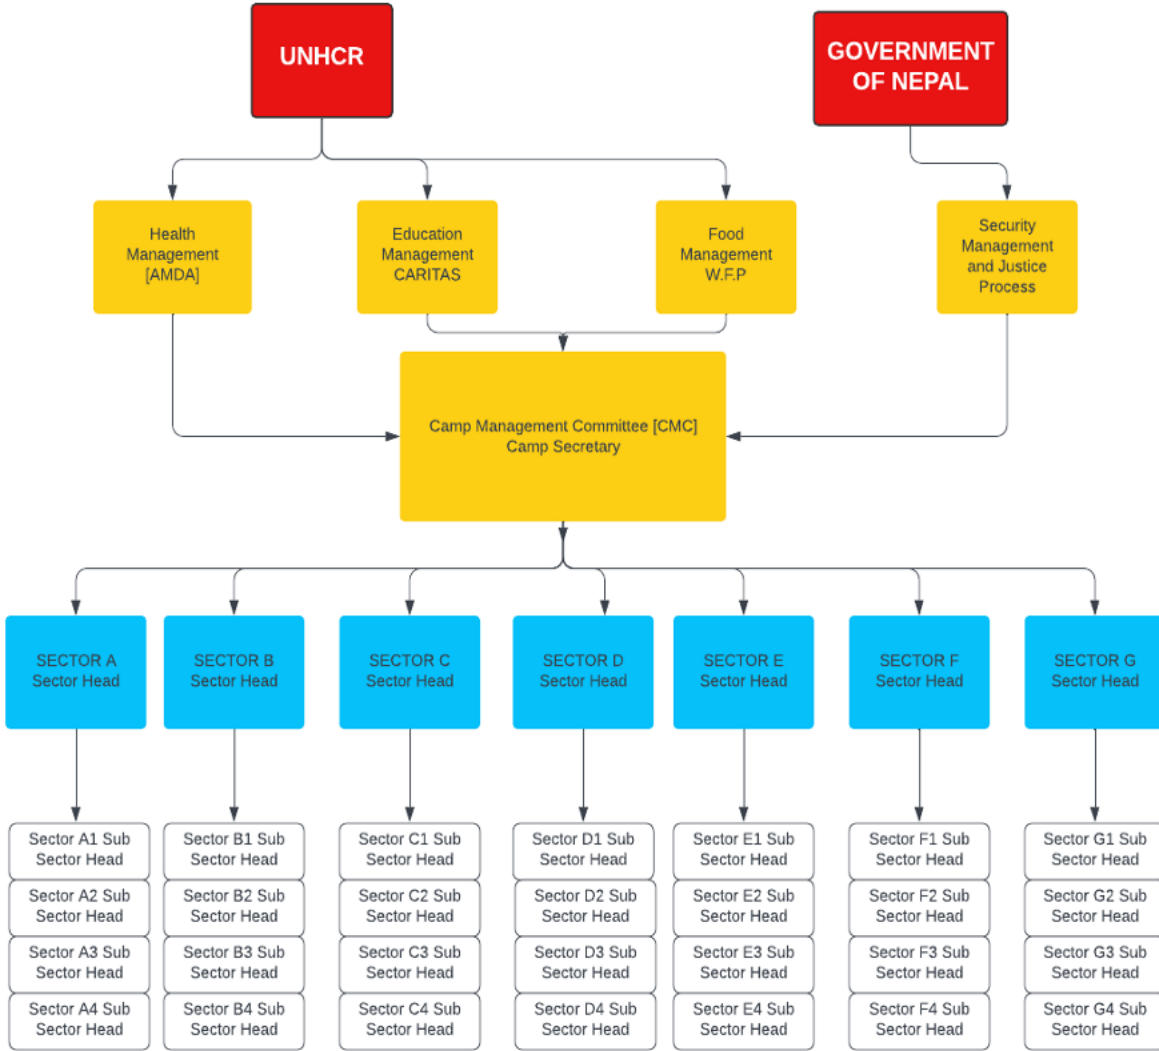 UNHCR
GOVERNMENT
OF NEPAL
Health
Management
[AMDA]
Education
Management
CARITAS
Food
Management
W.F.P
Security
Management
and Justice
Process
Camp Management Committee [CMC]
Camp Secretary
SECTOR A
Sector Head
SECTOR B
Sector Head
SECTOR C
Sector Head
SECTOR D
Sector Head
SECTOR E
Sector Head
SECTOR F
Sector Head
SECTOR G
Sector Head
Sector A1 Sub
Sector Head
Sector B1 Sub
Sector Head
Sector C1 Sub
Sector Head
Sector D1 Sub
Sector Head
Sector E1 Sub
Sector Head
Sector F1 Sub
Sector Head
Sector G1 Sub
Sector Head
Sector A2 Sub
Sector Head
Sector B2 Sub
Sector Head
Sector C2 Sub
Sector Head
Sector D2 Sub
Sector Head
Sector E2 Sub
Sector Head
Sector F2 Sub
Sector Head
Sector G2 Sub
Sector Head
Sector A3 Sub
Sector Head
Sector B3 Sub
Sector Head
Sector C3 Sub
Sector Head
Sector D3 Sub
Sector Head
Sector E3 Sub
Sector Head
Sector F3 Sub
Sector Head
Sector G3 Sub
Sector Head
Sector A4 Sub
Sector Head
Sector B4 Sub
Sector Head
Sector C4 Sub
Sector Head
Sector D4 Sub
Sector Head
Sector E4 Sub
Sector Head
Sector F4 Sub
Sector Head
Sector G4 Sub
Sector Head